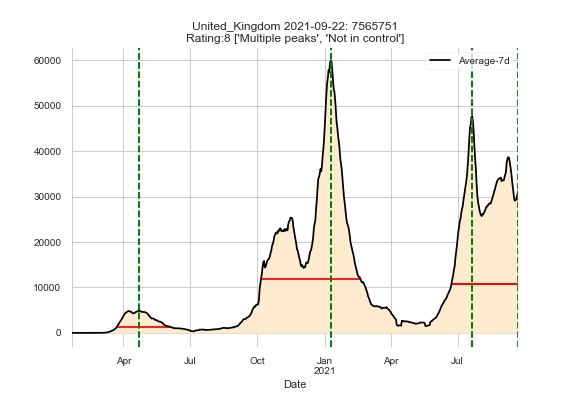 United_Kingdom 2021-09-22: 7565751
Rating:8 ['Multiple peaks', 'Not in control']
Average-7d
60000
50000
40000
30000
20000
10000
0
Apr
Jul
Oct
Jan
2021
Apr
Jul
Date